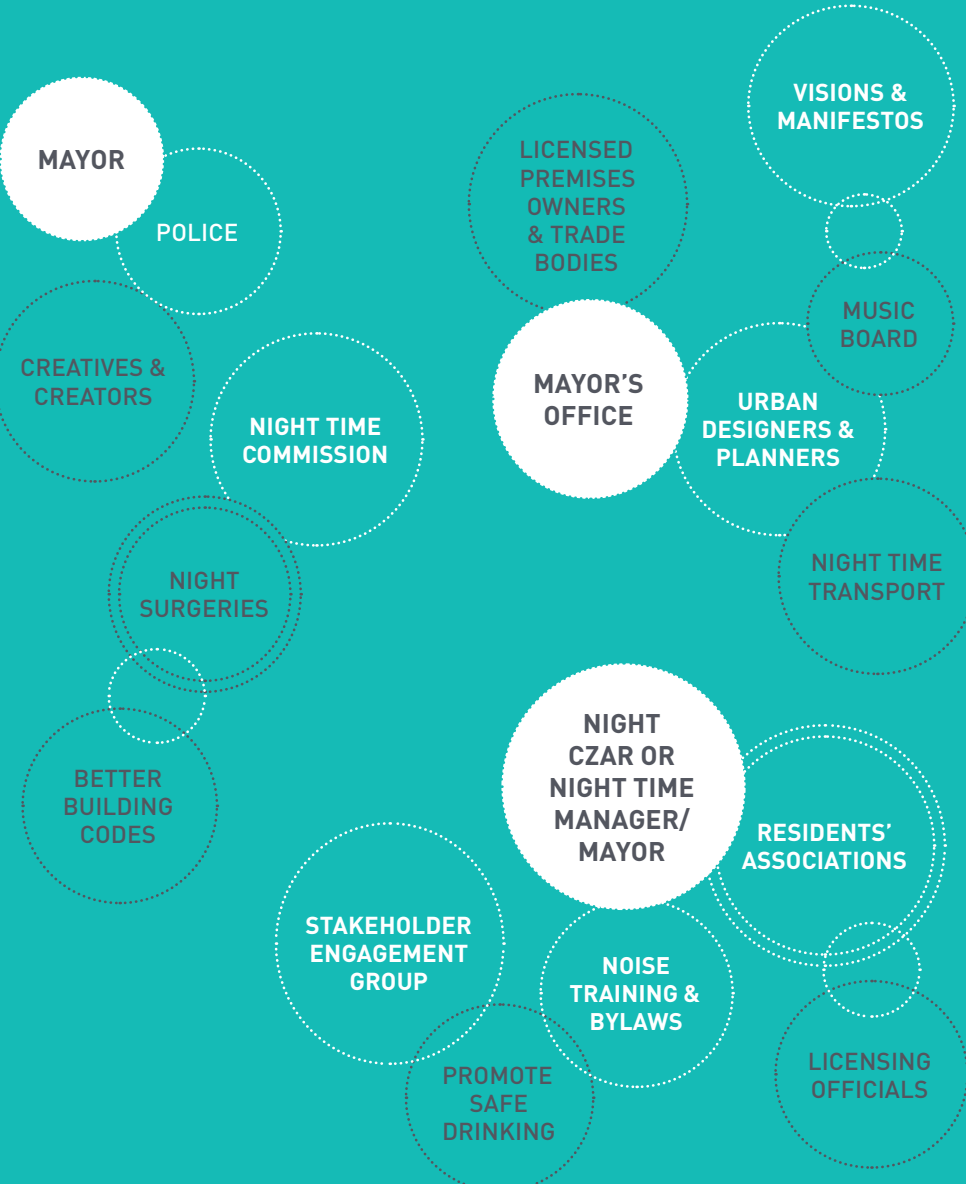 VISIONS &
MANIFESTOS
MAYOR
LICENSED
PREMISES
OWNERS
& TRADE
BODIES
POLICE
MUSIC
BOARD
CREATIVES &
CREATORS
MAYOR'S
OFFICE
URBAN
DESIGNERS &
PLANNERS
NIGHT TIME
COMMISSION
NIGHT TIME
TRANSPORT
NIGHT
SURGERIES
NIGHT
CZAR OR
NIGHT TIME
MANAGER/
MAYOR
BETTER
BUILDING
CODES
RESIDENTS'
ASSOCIATIONS
STAKEHOLDER
ENGAGEMENT
GROUP
NOISE
TRAINING &
BYLAWS
LICENSING
OFFICIALS
PROMOTE
SAFE
DRINKING